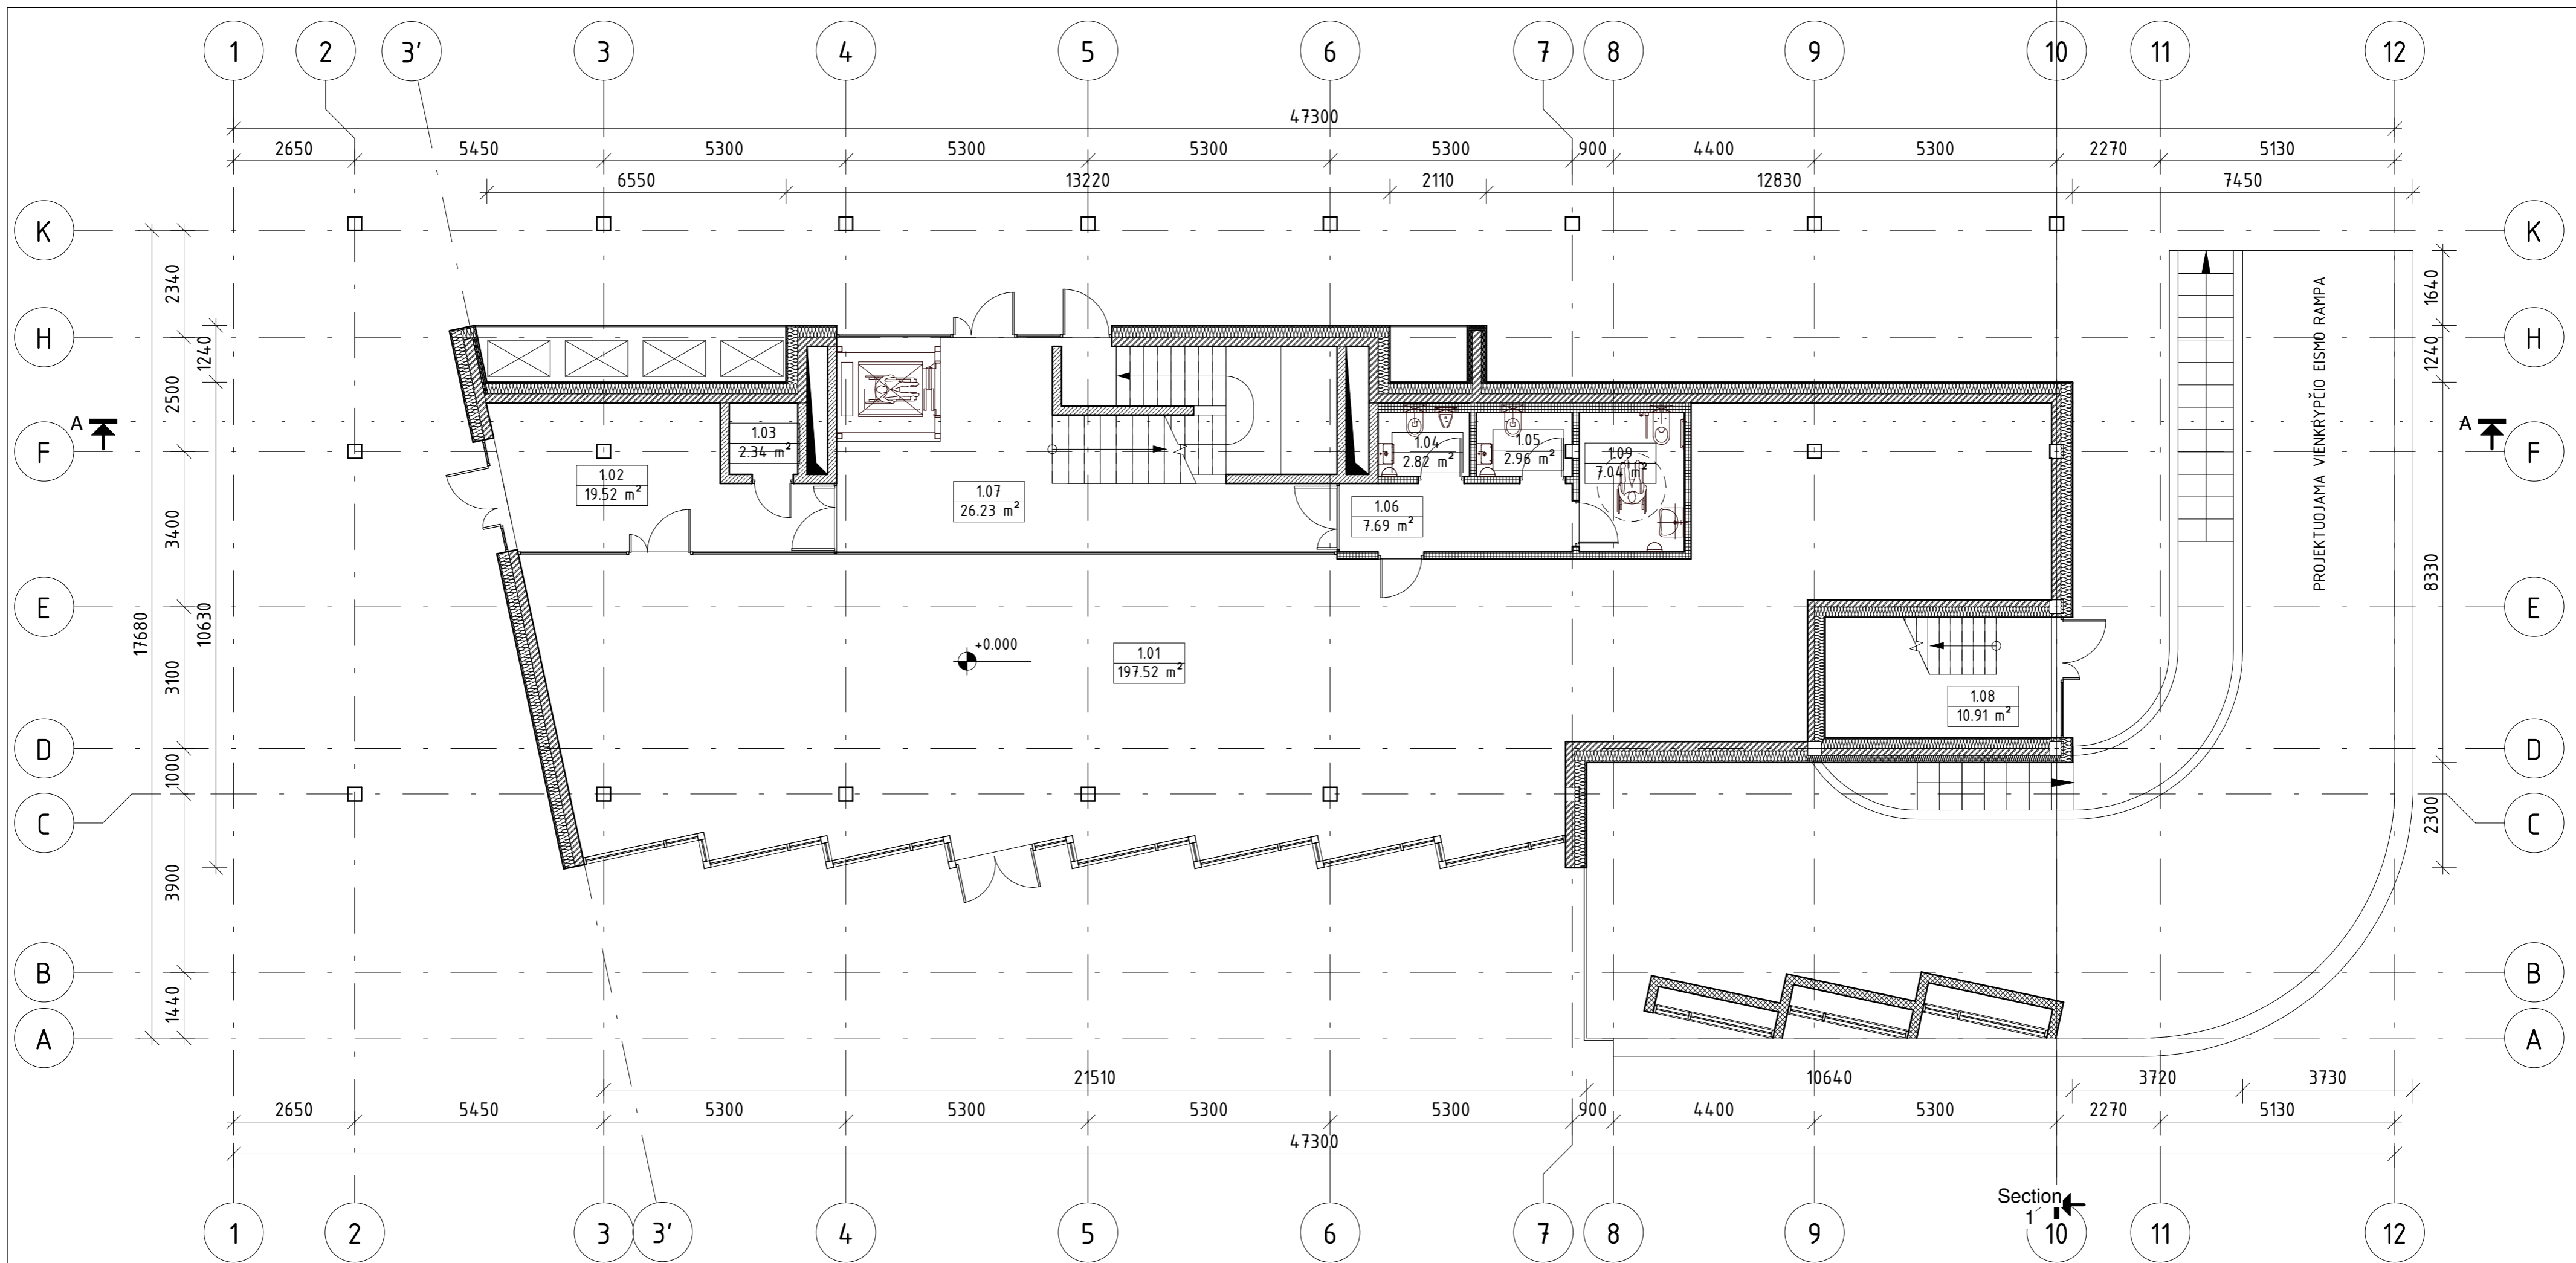 1 2 3' 3 4 5 6 7 8 9 10 11 12
47300
2650 5450 5300 5300 5300 5300 900 4400 5300 2270 5130
6550 13220 2110 12830 7450
K K
2340
1640
H H
1240
1240
2500
A A
F F
1.03
2.34 m²
1.04
2.82 m²
1.05
2.96 m²
1.09
7.04 m²
1.02
19.52 m²
1.07
26.23 m²
1.06
7.69 m²
3400
PROJEKTUOJAMA VIENKRYPČIO EISMO RAMPA
8330
E E
17680
10630
3100
+0.000
1.01
197.52 m²
1.08
10.91 m²
D D
1000
C C
2300
3900
B B
1440
A A
21510 10640 3720 3730
2650 5450 5300 5300 5300 5300 900 4400 5300 2270 5130
47300
Section
1'
1 2 3 3' 4 5 6 7 8 9 10 11 12